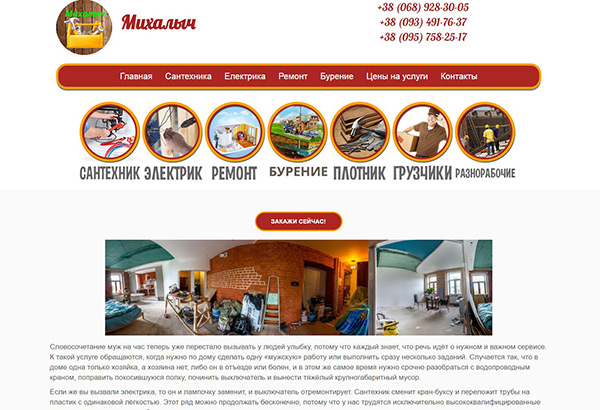 Михалыч
Михалыч
+38 (068) 928-30-05
+38 (093) 491-76-37
+38 (095) 758-25-17
Главная Сантехника Електрика Ремонт Бурение Цены на услуги Контакты
САНТЕХНИК ЭЛЕКТРИК РЕМОНТ БУРЕНИЕ ПЛОТНИК ГРУЗЧИКИ РАЗНОРАБОЧИЕ
ЗАКАЖИ СЕЙЧАС!
Словосочетание муж на час теперь уже перестало вызывать у людей улыбку, потому что каждый знает, что речь идёт о нужном и важном сервисе.
К такой услуге обращаются, когда нужно по дому сделать одну «мужскую» работу или выполнить сразу несколько заданий. Случается так, что в
доме одна только хозяйка, а хозяина нет, либо он в отъезде или болен, и в этом же самое время нужно срочно разобраться с водопроводным
краном, поправить покосившуюся полку, починить выключатель и вынести тяжёлый крупногабаритный мусор.
Если же вы вызвали электрика, то он и лампочку заменит, и выключатель отремонтирует. Сантехник сменит кран-буксу и переложит трубы на
пластик с одинаковой лёгкостью. Этот ряд можно продолжать бесконечно, потому что у нас трудятся исключительно высококвалифицированные